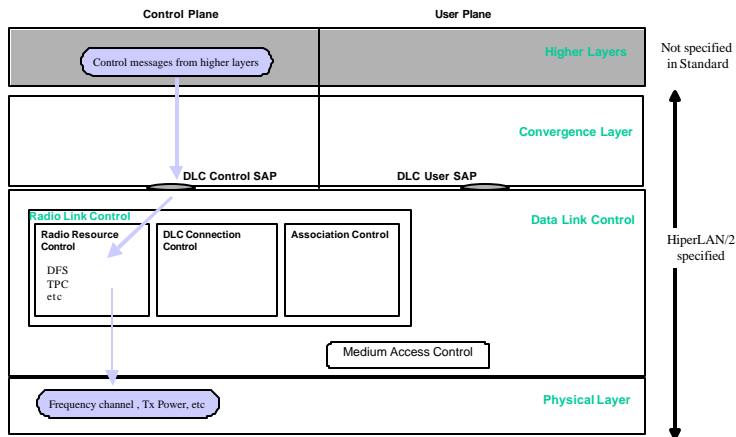 Control Plane
User Plane
Higher Layers
Control messages from higher layers
Not specified
in Standard
Convergence Layer
DLC Control SAP
DLC User SAP
Radio Link Control
Data Link Control
Radio Resource
Control
DLC Connection
Control
Association Control
DFS
TPC
etc
HiperLAN/2
specified
Medium Access Control
Physical Layer
Frequency channel , Tx Power, etc